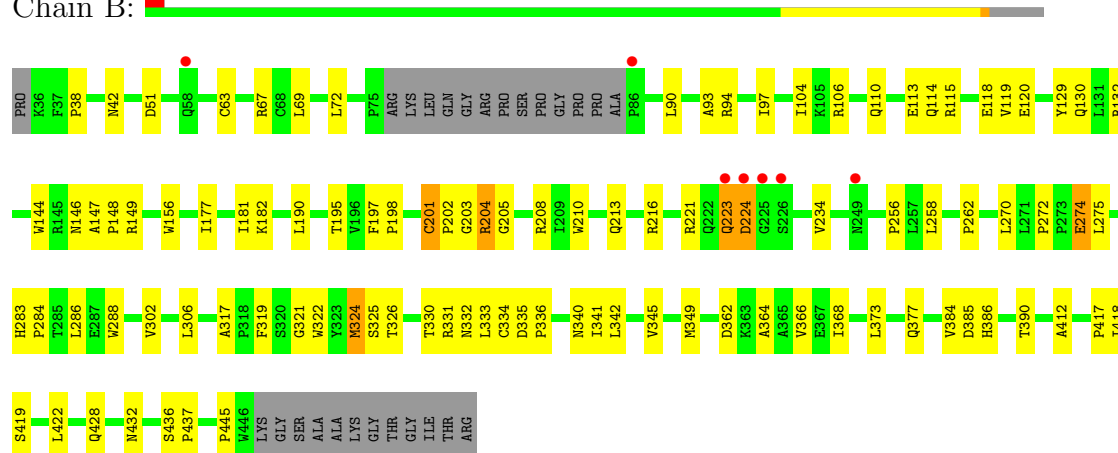 Chain B:
PRO K36 F37 P38 N42 D51 Q58 C63 R67 C68 L69 L72 P75 ARG LYS LEU GLN GLY ARG PRO SER PRO GLY PRO PRO ALA P86 L90 A93 R94 I97 I104 K105 R106 Q110 E113 Q114 R115 E118 V119 E120 Y129 Q130 L131
W144 R145 N146 A147 P148 R149 W156 I177 I181 K182 L190 T195 V196 F197 P198 C201 P202 G203 R204 G205 R208 I209 W210 Q213 R216 R221 Q222 Q223 D224 G225 S226 V234 N249 P256 L257 L258 P262 L270 L271 P272 P273 E274 L275
H283 P284 T285 L286 E287 W288 V302 L306 A317 P318 F319 S320 G321 W322 Y323 M324 S325 T326 T330 R331 N332 L333 C334 D335 P336 N340 I341 L342 V345 M349 D362 K363 A364 A365 V366 E367 I368 L373 Q377 V384 D385 H386 T390 A412 P417
S419 L422 Q428 N432 S436 P437 P445 W446 LYS GLY SER ALA ALA LYS GLY THR GLY ILE THR ARG